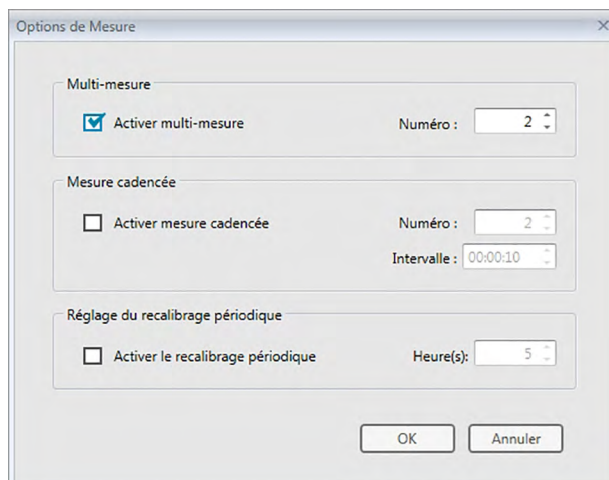 Options de Mesure
Multi-mesure
Activer multi-mesure Numéro : 2
Mesure cadencée
Activer mesure cadencée Numéro : 2
Intervalle : 00:00:10
Réglage du recalibrage périodique
Activer le recalibrage périodique Heure(s): 5
OK Annuler